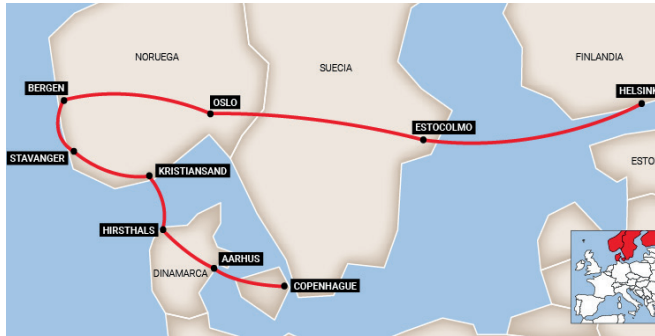 NORUEGA
FINLANDIA
SUECIA
BERGEN
HELSINK
OSLO
ESTOCOLMO
STAVANGER
ESTO
KRISTIANSAND
HIRSTHALS
AARHUS
DINAMARCA
COPENHAGUE